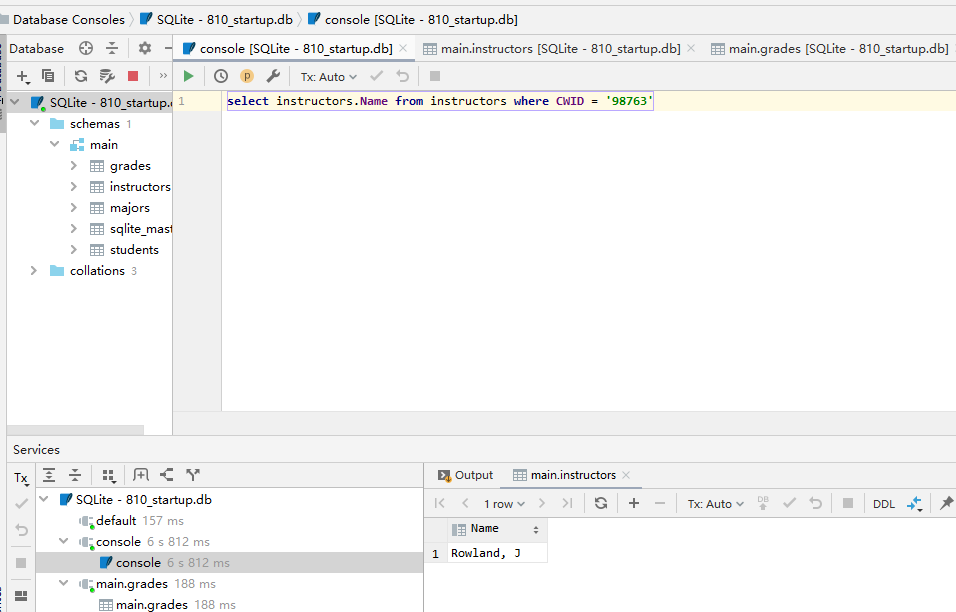 Database Consoles SQLite - 810_startup.db console [SQLite - 810_startup.db]
Database
console [SQLite - 810_startup.db] main.instructors [SQLite - 810_startup.db] main.grades [SQLite - 810_startup.db]
Tx: Auto
SQLite - 810_startup.
schemas 1
main
grades
instructors
majors
sqlite_mast
students
collations 3
1 select instructors.Name from instructors where CWID = '98763'
Services
Tx
SQLite - 810_startup.db
default 157 ms
console 6 s 812 ms
console 6 s 812 ms
main.grades 188 ms
main.grades 188 ms
Output main.instructors
1 row Tx: Auto DB DDL
Name
1 Rowland, J